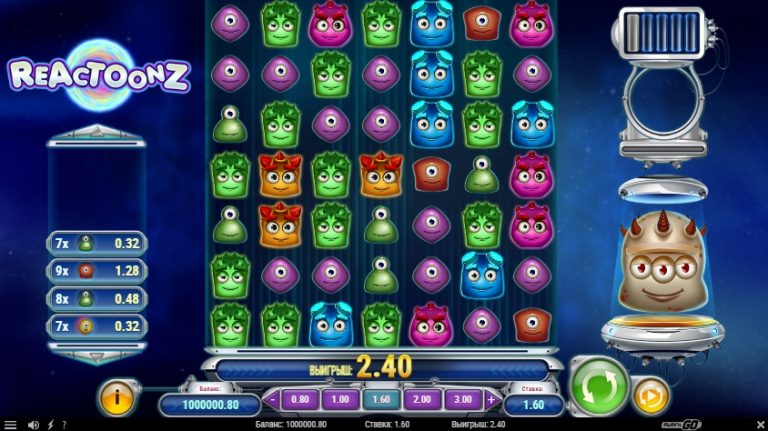 REACTOONZ
7x 0.32
9x 1.28
8x 0.48
7x 0.32
ВЫИГРЫШ: 2.40
Баланс:
1000000.80
- 0.80 1.00 1.60 2.00 3.00 +
Ставка:
1.60
Баланс: 1000000.80 Ставка: 1.60 Выигрыш: 2.40
PLAY'N GO